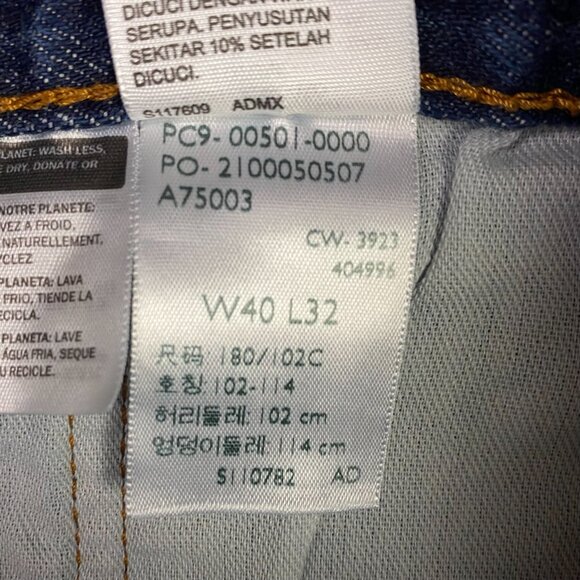 DICUCI DENGAN WARNA
SERUPA. PENYUSUTAN
SEKITAR 10% SETELAH
DICUCI.
S117609 ADMX
PC9-00501-0000
PO-2100050507
A75003
CW-3923
404996
W40 L32
尺码 180/102C
호칭 102-114
허리둘레:102 cm
엉덩이둘레:114 cm
S110782 AD
PLANET: WASH LESS,
DRY, DONATE OR
NOTRE PLANETE:
VEZ A FROID,
NATURELLEMENT,
YCLEZ
PLANETA: LAVA
FRIO, TIENDE LA
ECICLA.
PLANETA: LAVE
ÁGUA FRIA, SEQUE
U RECICLE.